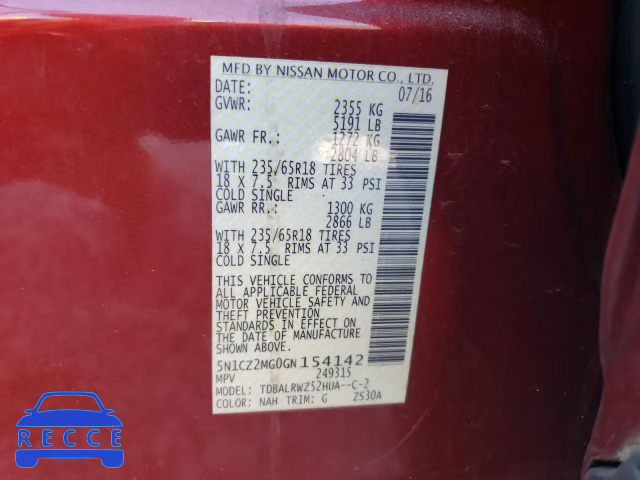 MFD BY NISSAN MOTOR CO., LTD.
DATE: 07/16
GVWR: 2355 KG
5191 LB
GAWR FR.: 1272 KG
2804 LB
WITH 235/65R18 TIRES
18 X 7.5 RIMS AT 33 PSI
COLD SINGLE
GAWR RR.: 1300 KG
2866 LB
WITH 235/65R18 TIRES
18 X 7.5 RIMS AT 33 PSI
COLD SINGLE
THIS VEHICLE CONFORMS TO
ALL APPLICABLE FEDERAL
MOTOR VEHICLE SAFETY AND
THEFT PREVENTION
STANDARDS IN EFFECT ON
THE DATE OF MANUFACTURE
SHOWN ABOVE.
5N1CZ2MG0GN154142
MPV 249315
MODEL: TDBALRWZ52HUA--C-2
COLOR: NAH TRIM: G ZS30A
RECCE